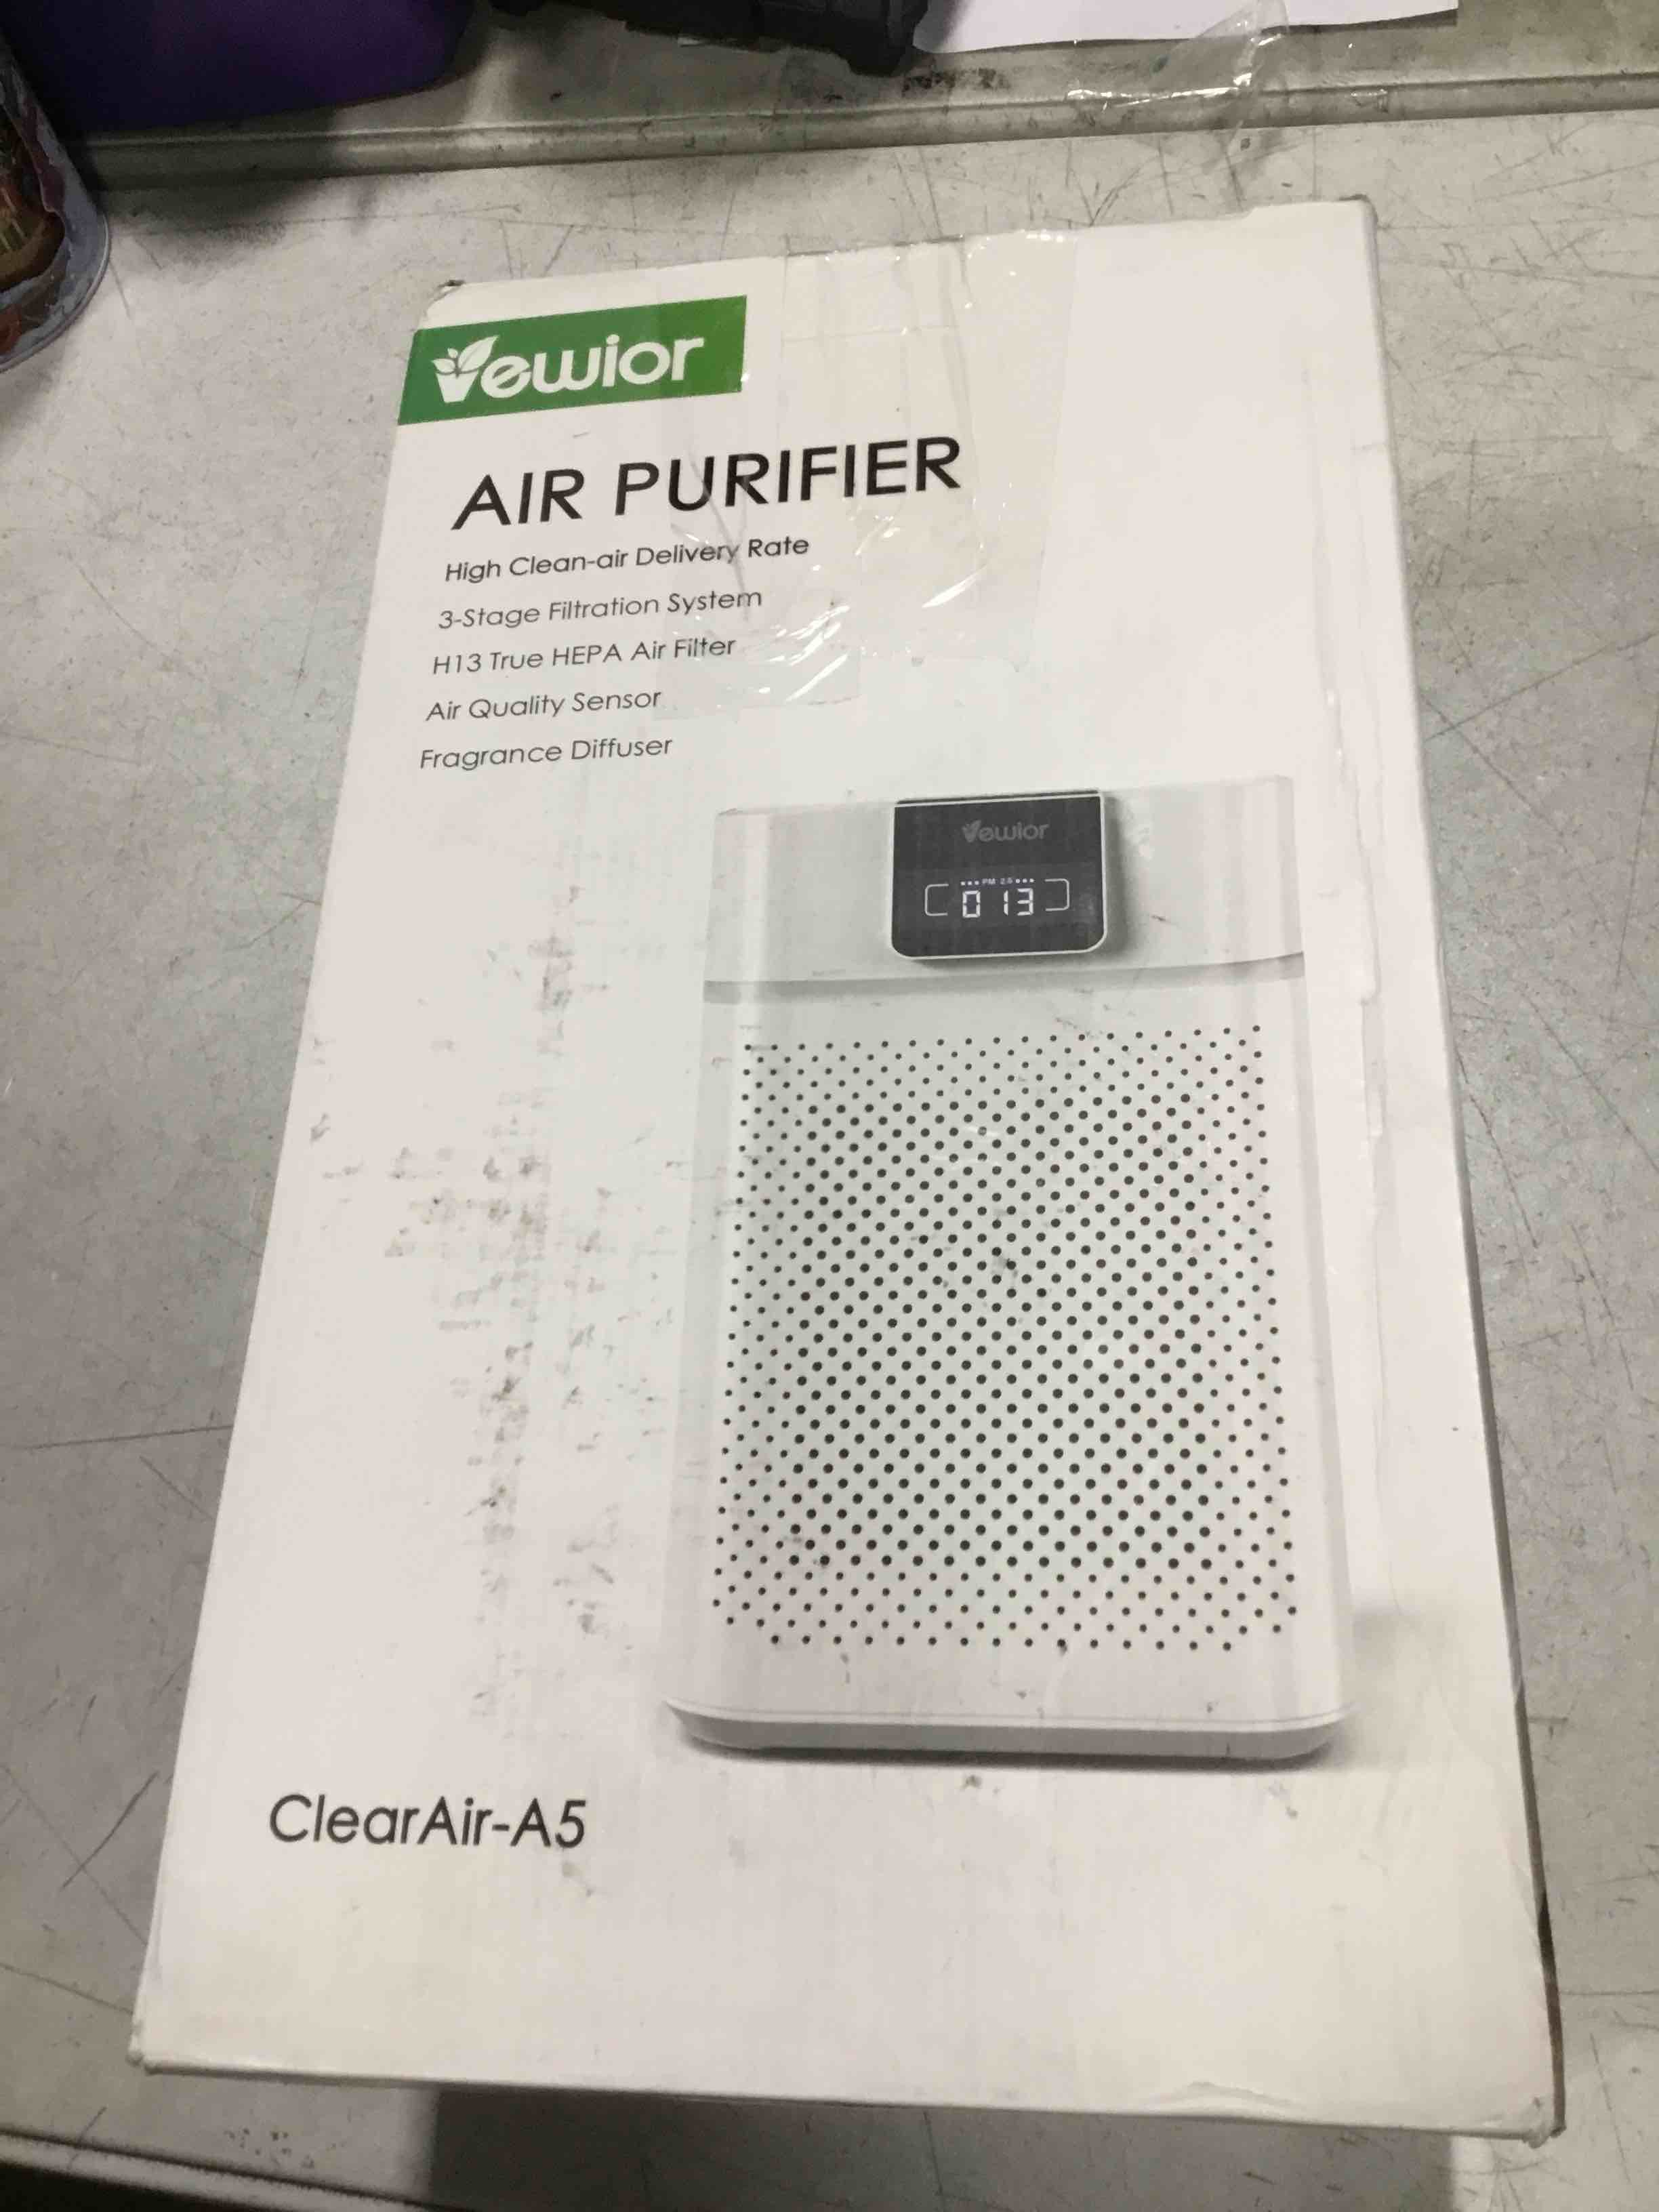 Vewior
AIR PURIFIER
High Clean-air Delivery Rate
3-Stage Filtration System
H13 True HEPA Air Filter
Air Quality Sensor
Fragrance Diffuser
Vewior
PM 2.5
013
ClearAir-A5